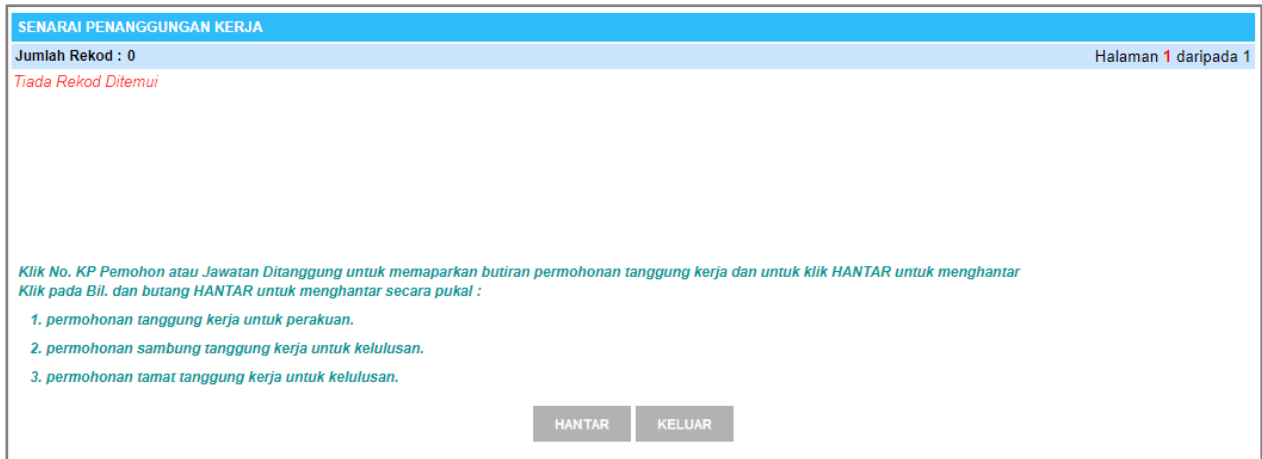 SENARAI PENANGGUNGAN KERJA
Jumlah Rekod : 0 Halaman 1 daripada 1
Tiada Rekod Ditemui
Klik No. KP Pemohon atau Jawatan Ditanggung untuk memaparkan butiran permohonan tanggung kerja dan untuk klik HANTAR untuk menghantar
Klik pada Bil. dan butang HANTAR untuk menghantar secara pukal :
1. permohonan tanggung kerja untuk perakuan.
2. permohonan sambung tanggung kerja untuk kelulusan.
3. permohonan tamat tanggung kerja untuk kelulusan.
HANTAR KELUAR